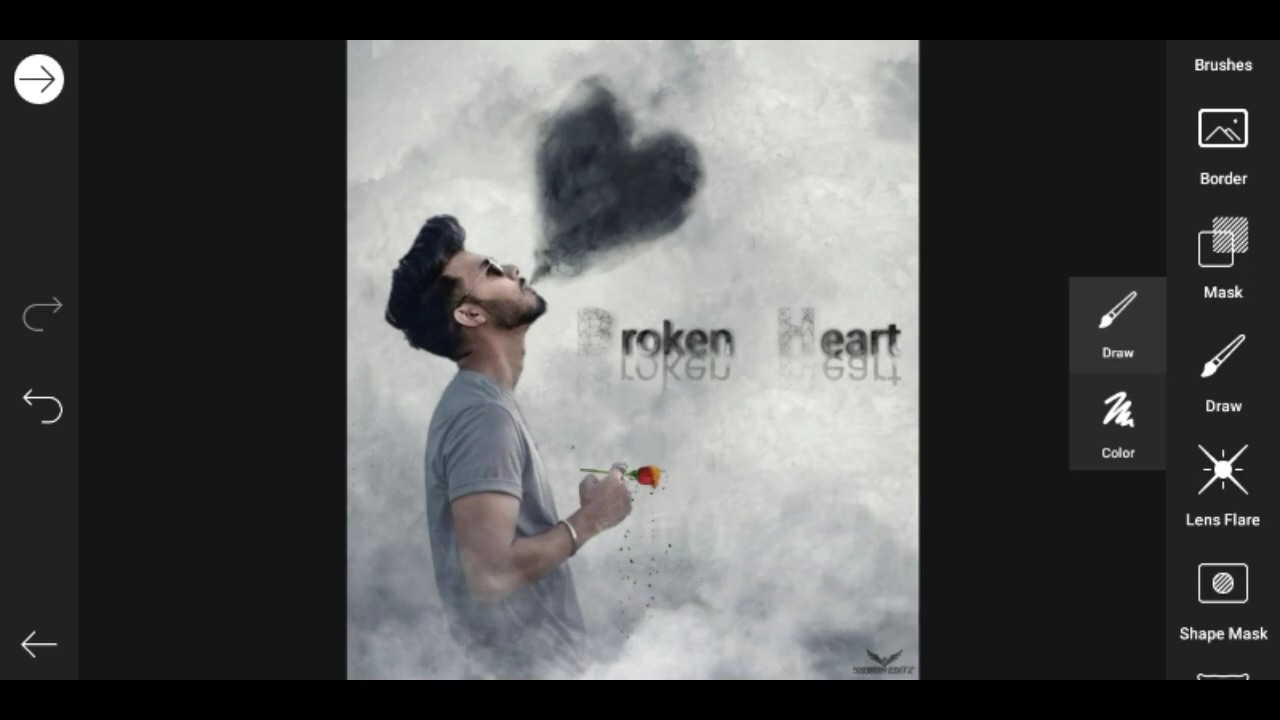 Brushes
Border
Mask
Draw
Color
Draw
Lens Flare
Shape Mask
Broken Heart